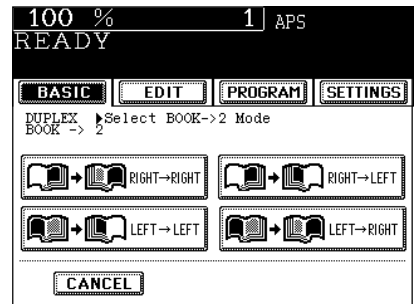 100 % 1 APS
READY
BASIC EDIT PROGRAM SETTINGS
DUPLEX ▶Select BOOK->2 Mode
BOOK -> 2
RIGHT→RIGHT RIGHT→LEFT
LEFT→LEFT LEFT→RIGHT
CANCEL